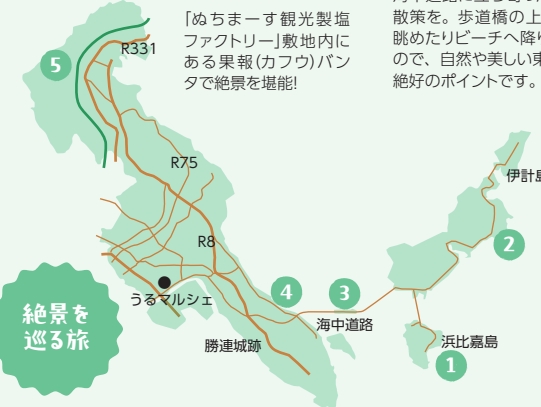 「ぬちまーす観光製塩
ファクトリー」敷地内に
ある果報(カフウ)バン
タで絶景を堪能!
散策を。歩道橋の上
眺めたりビーチへ降り
ので、自然や美しい東
絶好のポイントです。
R331
5
R75
R8
伊計島
2
うるマルシェ
4
3
海中道路
勝連城跡
浜比嘉島
1
絶景を
巡る旅